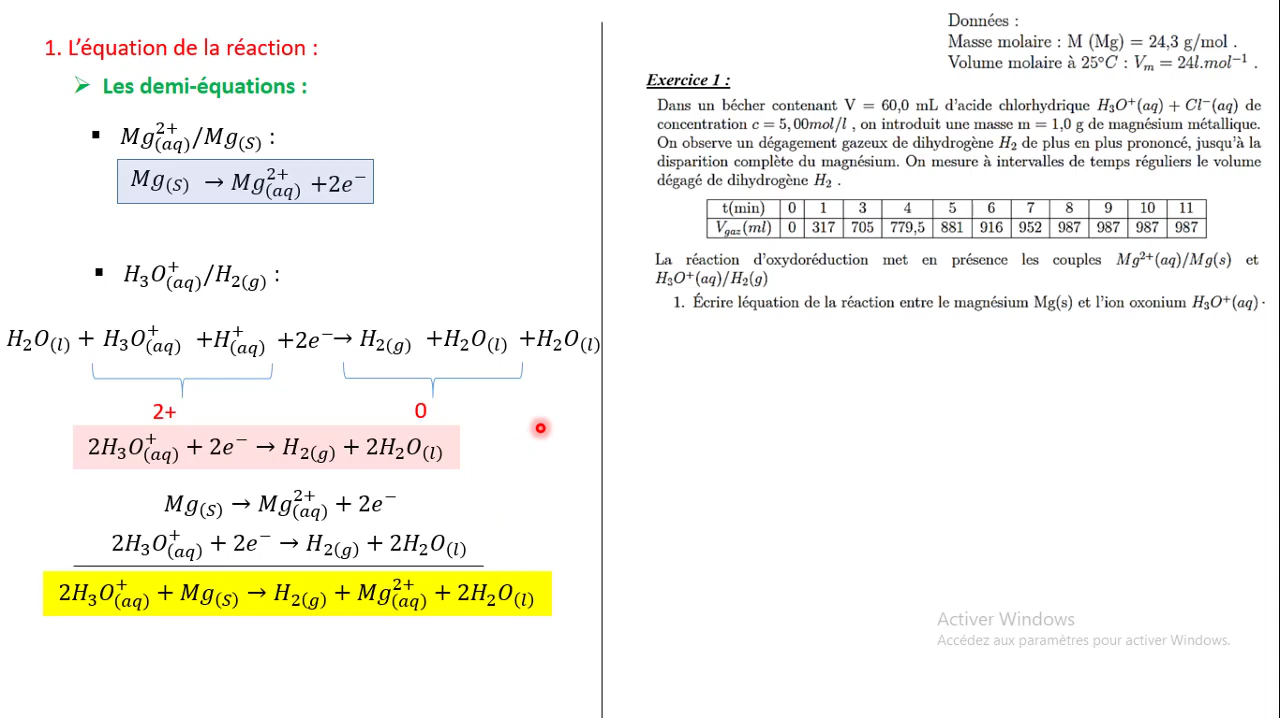 1. L’équation de la réaction :
➢ Les demi-équations :
▪ Mg²⁺(aq)/Mg(S) :
Mg(S) → Mg²⁺(aq) +2e⁻
▪ H₃O⁺(aq)/H₂(g) :
H₂O(l) + H₃O⁺(aq) +H⁺(aq) +2e⁻→ H₂(g) +H₂O(l) +H₂O(l)
2+ 0
2H₃O⁺(aq) + 2e⁻ → H₂(g) + 2H₂O(l)
Mg(S) → Mg²⁺(aq) + 2e⁻
2H₃O⁺(aq) + 2e⁻ → H₂(g) + 2H₂O(l)
2H₃O⁺(aq) + Mg(S) → H₂(g) + Mg²⁺(aq) + 2H₂O(l)
Données :
Masse molaire : M (Mg) = 24,3 g/mol .
Volume molaire à 25°C : Vm = 24l.mol⁻¹ .
Exercice 1 :
Dans un bécher contenant V = 60,0 mL d’acide chlorhydrique H₃O⁺(aq) + Cl⁻(aq) de
concentration c = 5,00mol/l , on introduit une masse m = 1,0 g de magnésium métallique.
On observe un dégagement gazeux de dihydrogène H₂ de plus en plus prononcé, jusqu’à la
disparition complète du magnésium. On mesure à intervalles de temps réguliers le volume
dégagé de dihydrogène H₂ .
t(min) 0 1 3 4 5 6 7 8 9 10 11
Vgaz(ml) 0 317 705 779,5 881 916 952 987 987 987 987
La réaction d’oxydoréduction met en présence les couples Mg²⁺(aq)/Mg(s) et
H₃O⁺(aq)/H₂(g)
1. Écrire léquation de la réaction entre le magnésium Mg(s) et l’ion oxonium H₃O⁺(aq) ·
Activer Windows
Accédez aux paramètres pour activer Windows.